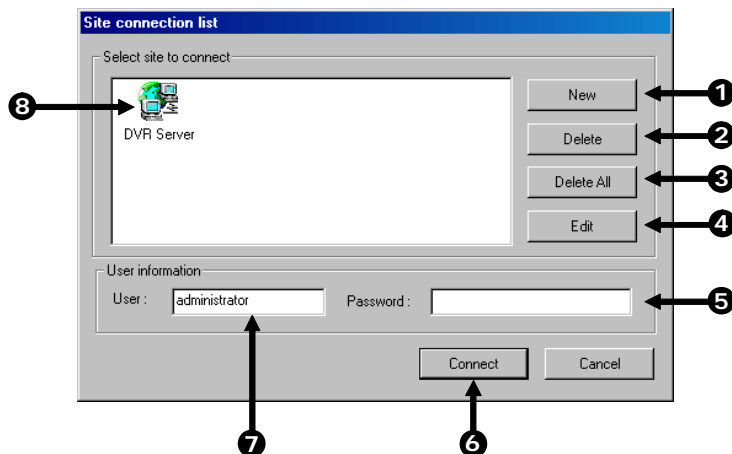 Site connection list
Select site to connect
8
DVR Server
New
1
Delete
2
Delete All
3
Edit
4
User information
User :
administrator
Password :
5
Connect
Cancel
7
6